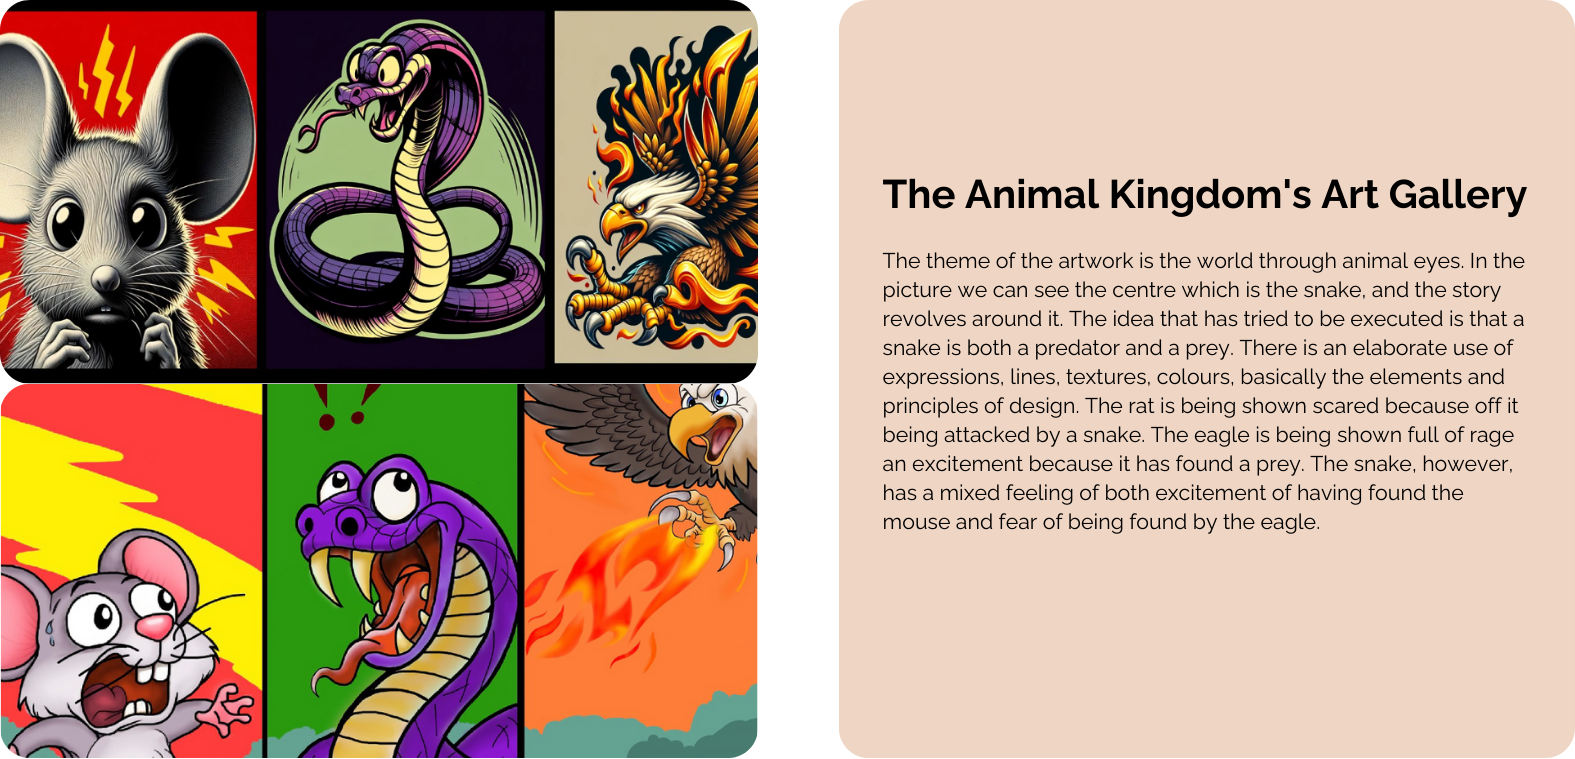 The Animal Kingdom's Art Gallery
The theme of the artwork is the world through animal eyes. In the
picture we can see the centre which is the snake, and the story
revolves around it. The idea that has tried to be executed is that a
snake is both a predator and a prey. There is an elaborate use of
expressions, lines, textures, colours, basically the elements and
principles of design. The rat is being shown scared because off it
being attacked by a snake. The eagle is being shown full of rage
an excitement because it has found a prey. The snake, however,
has a mixed feeling of both excitement of having found the
mouse and fear of being found by the eagle.